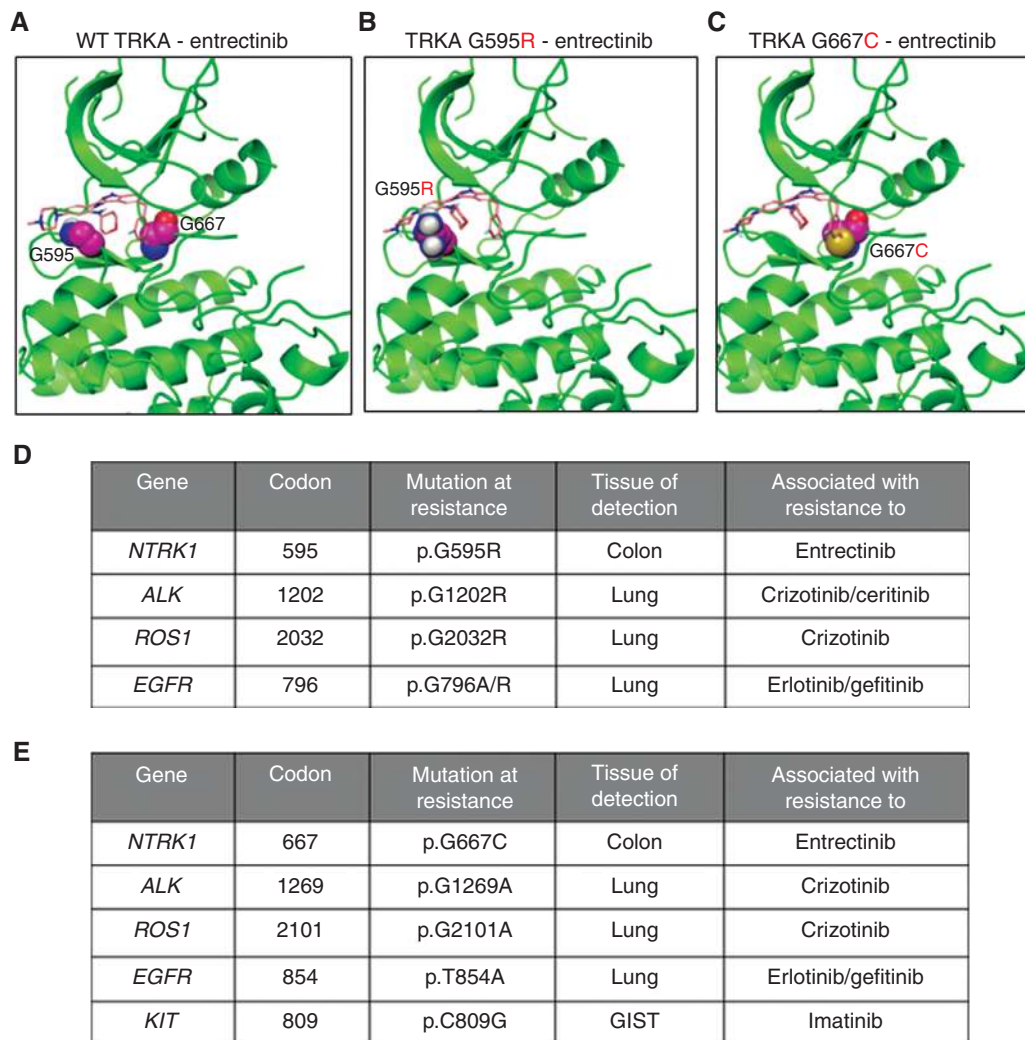 A
WT TRKA - entrectinib
G595
G667
B
TRKA G595R - entrectinib
G595R
C
TRKA G667C - entrectinib
G667C
D
Gene Codon Mutation at resistance Tissue of detection Associated with resistance to
NTRK1 595 p.G595R Colon Entrectinib
ALK 1202 p.G1202R Lung Crizotinib/ceritinib
ROS1 2032 p.G2032R Lung Crizotinib
EGFR 796 p.G796A/R Lung Erlotinib/gefitinib
E
Gene Codon Mutation at resistance Tissue of detection Associated with resistance to
NTRK1 667 p.G667C Colon Entrectinib
ALK 1269 p.G1269A Lung Crizotinib
ROS1 2101 p.G2101A Lung Crizotinib
EGFR 854 p.T854A Lung Erlotinib/gefitinib
KIT 809 p.C809G GIST Imatinib